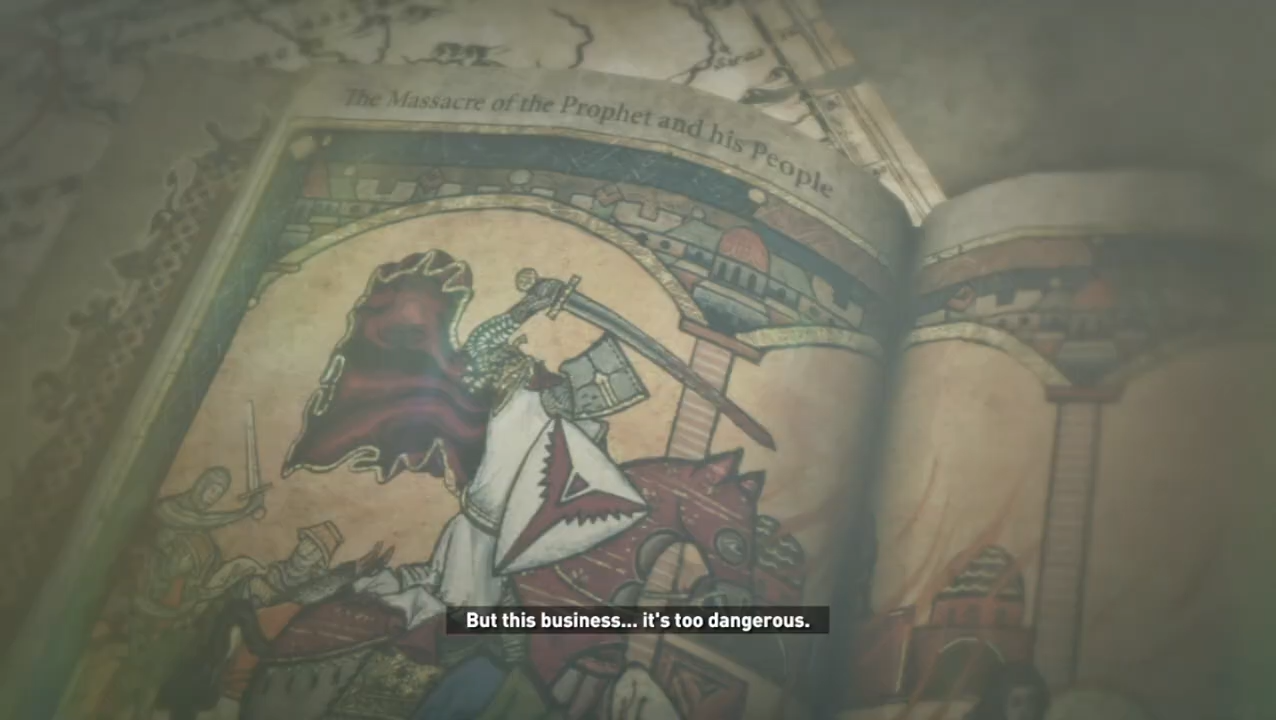 The Massacre of the Prophet and his People
But this business... it's too dangerous.